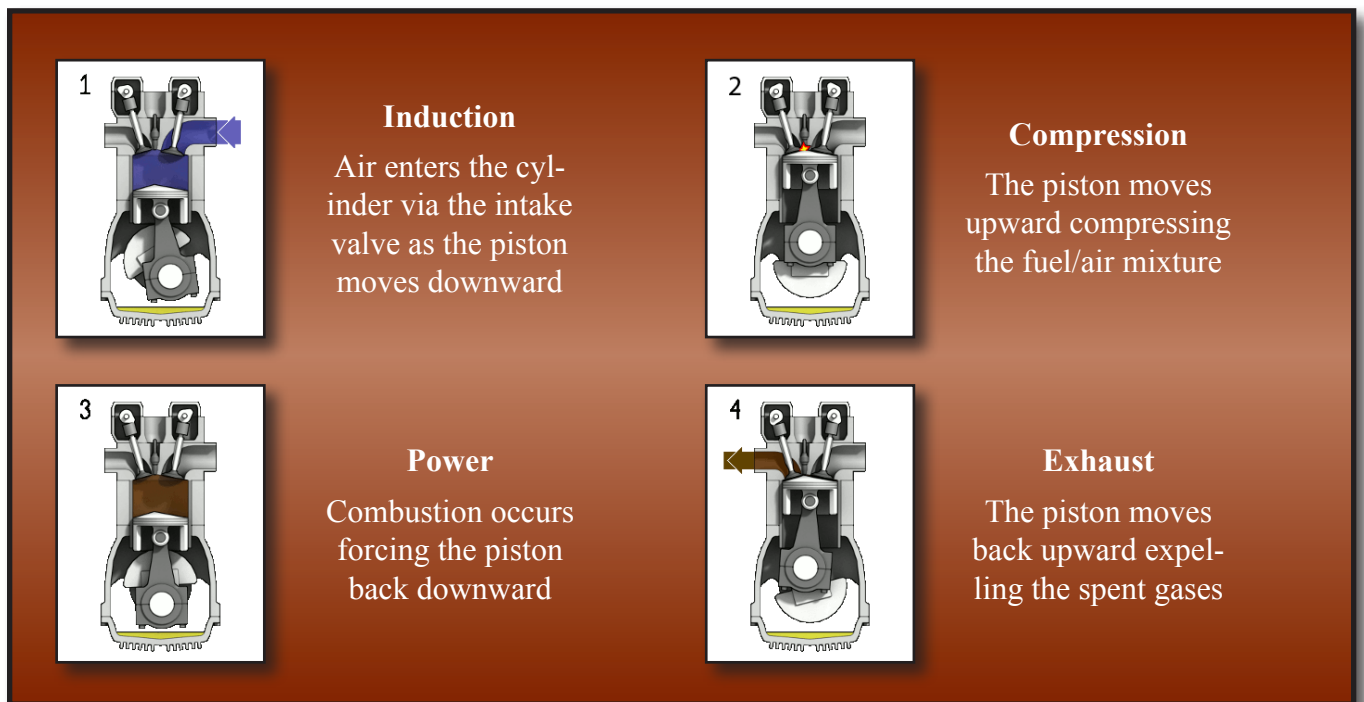 1
Induction
Air enters the cyl-
inder via the intake
valve as the piston
moves downward
2
Compression
The piston moves
upward compressing
the fuel/air mixture
3
Power
Combustion occurs
forcing the piston
back downward
4
Exhaust
The piston moves
back upward expel-
ling the spent gases